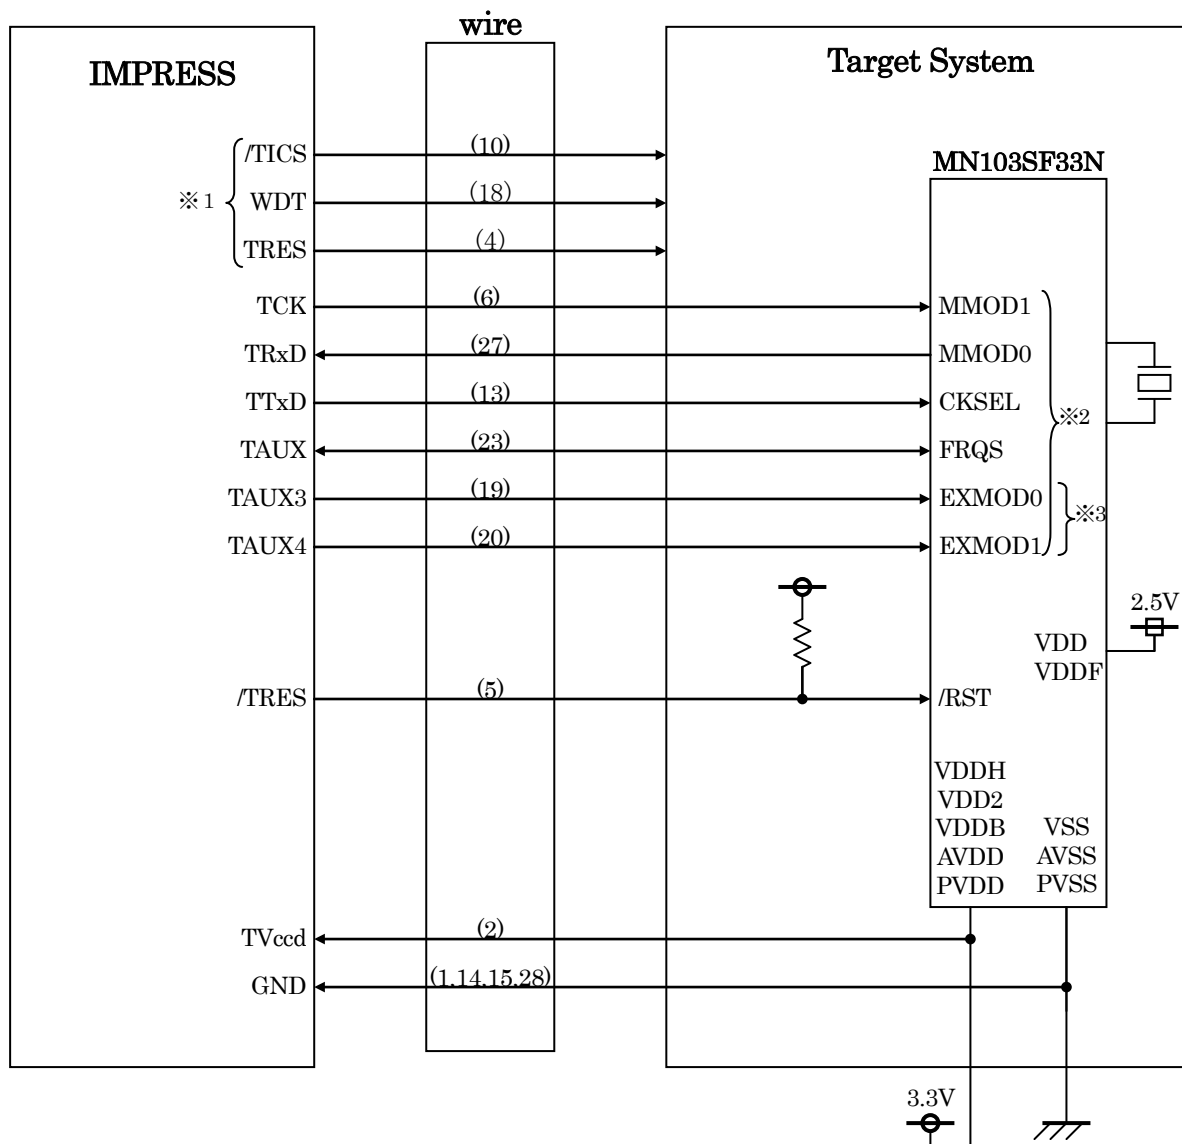 wire
IMPRESS
Target System
/TICS
(10)
※1
WDT
(18)
TRES
(4)
MN103SF33N
TCK
(6)
MMOD1
TRxD
(27)
MMOD0
TTxD
(13)
CKSEL
※2
TAUX
(23)
FRQS
TAUX3
(19)
EXMOD0
※3
TAUX4
(20)
EXMOD1
2.5V
VDD
VDDF
/TRES
(5)
/RST
VDDH
VDD2
VDDB
VSS
AVDD
AVSS
PVDD
PVSS
TVccd
(2)
GND
(1,14,15,28)
3.3V